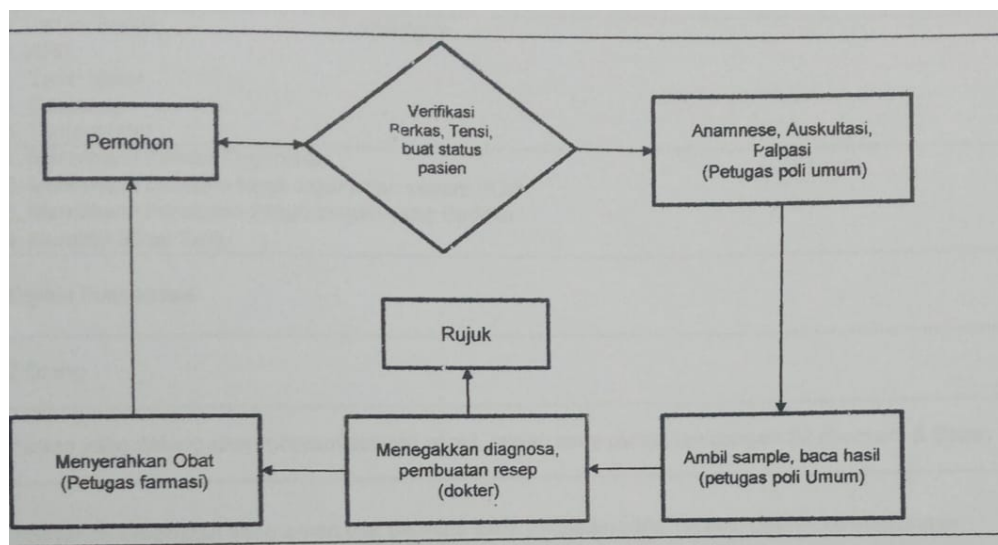 Pemohon
Verifikasi
Berkas, Tensi,
buat status
pasien
Anamnese, Auskultasi,
Palpasi
(Petugas poli umum)
Rujuk
Menyerahkan Obat
(Petugas farmasi)
Menegakkan diagnosa,
pembuatan resep
(dokter)
Ambil sample, baca hasil
(petugas poli Umum)